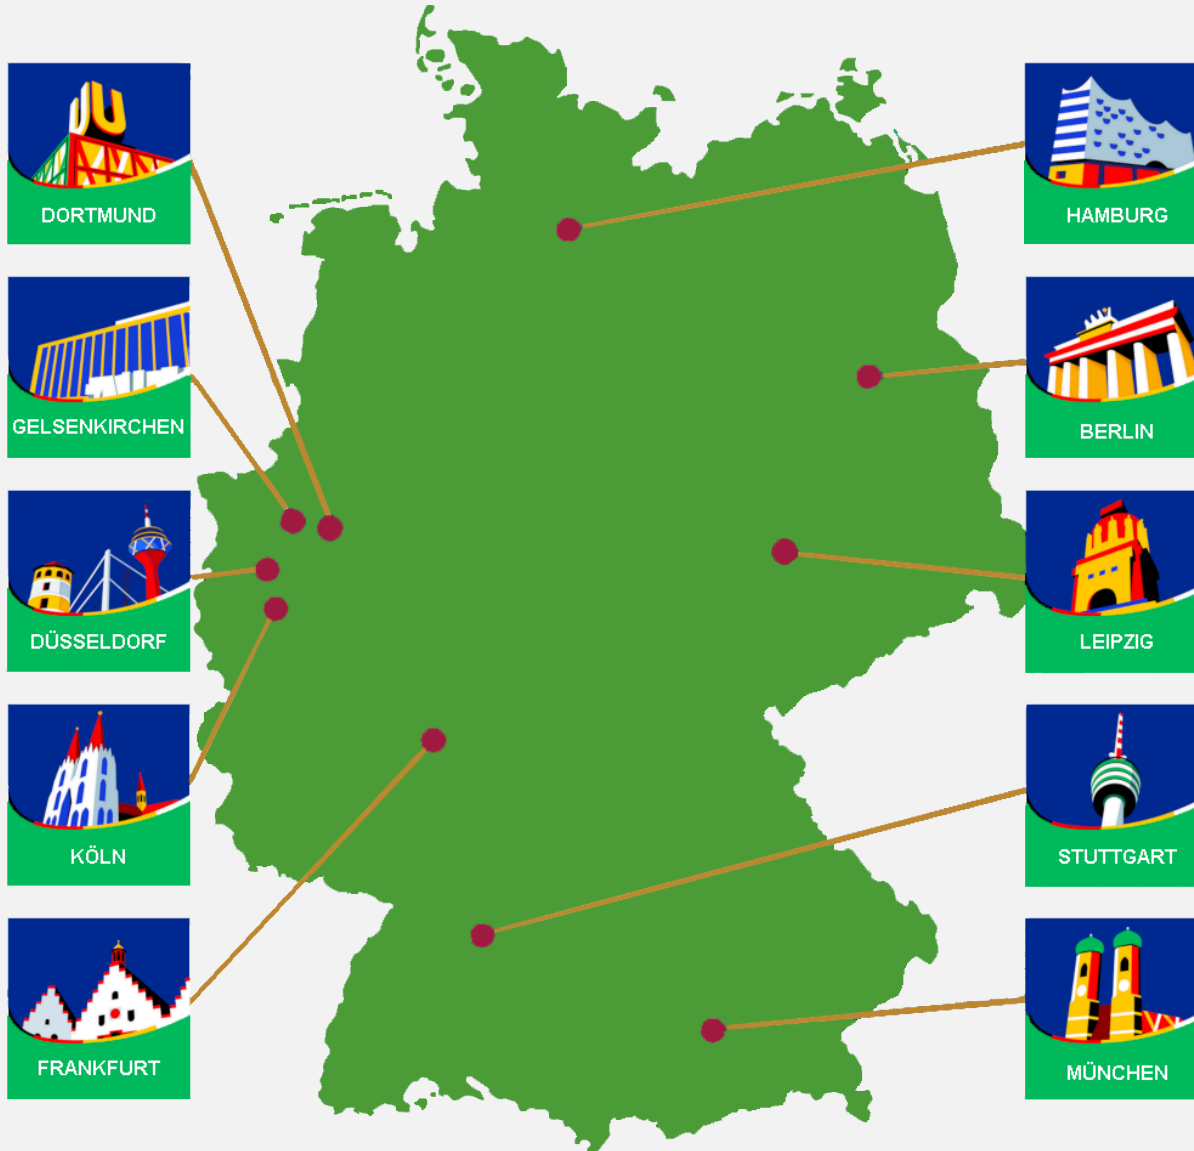 DORTMUND
GELSENKIRCHEN
DÜSSELDORF
KÖLN
FRANKFURT
HAMBURG
BERLIN
LEIPZIG
STUTTGART
MÜNCHEN